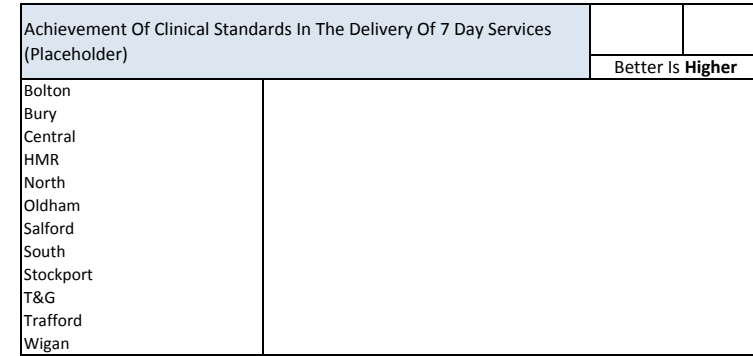 Achievement Of Clinical Standards In The Delivery Of 7 Day Services
(Placeholder)
Better Is Higher
Bolton
Bury
Central
HMR
North
Oldham
Salford
South
Stockport
T&G
Trafford
Wigan